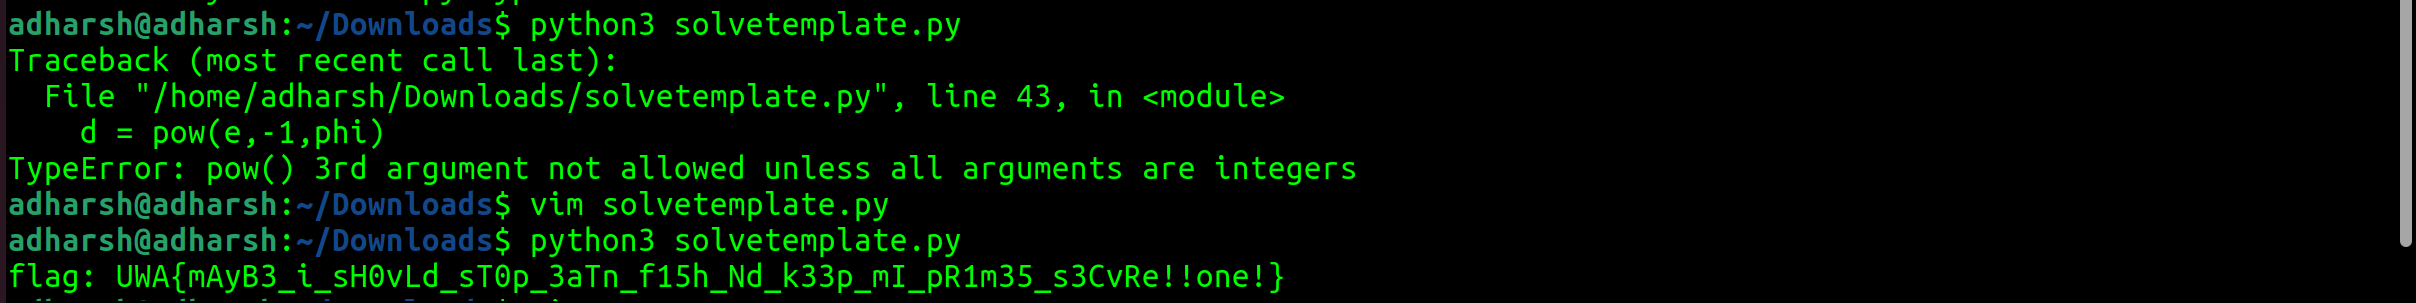 adharsh@adharsh:~/Downloads$ python3 solvetemplate.py
Traceback (most recent call last):
  File "/home/adharsh/Downloads/solvetemplate.py", line 43, in <module>
    d = pow(e,-1,phi)
TypeError: pow() 3rd argument not allowed unless all arguments are integers
adharsh@adharsh:~/Downloads$ vim solvetemplate.py
adharsh@adharsh:~/Downloads$ python3 solvetemplate.py
flag: UWA{mAyB3_i_sH0vLd_sT0p_3aTn_f15h_Nd_k33p_mI_pR1m35_s3CvRe!!one!}